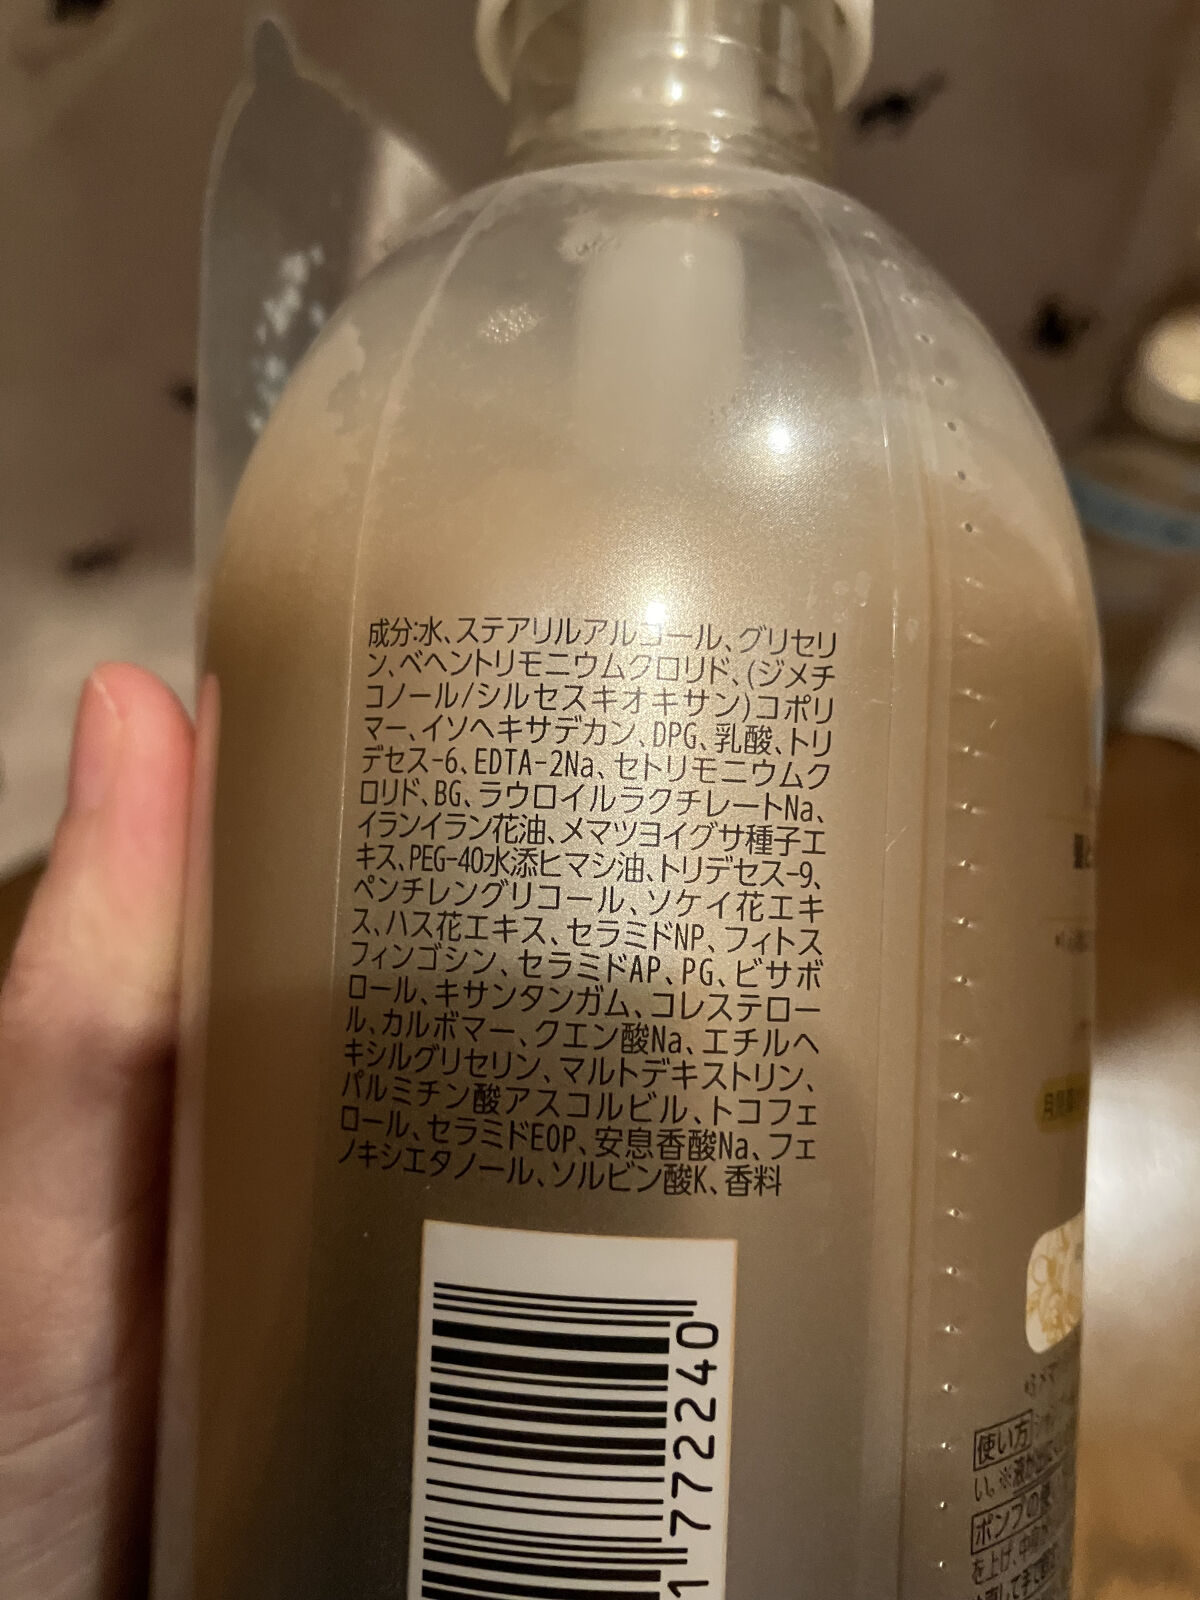 成分:水、ステアリルアルコール、グリセリ
ン、ベヘントリモニウムクロリド、(ジメチ
コノール/シルセスキオキサン)コポリ
マー、イソヘキサデカン、DPG、乳酸、トリ
デセス-6、EDTA-2Na、セトリモニウムク
ロリド、BG、ラウロイルラクチレートNa、
イランイラン花油、メマツヨイグサ種子エ
キス、PEG-40水添ヒマシ油、トリデセス-9、
ペンチレングリコール、ソケイ花エキ
ス、ハス花エキス、セラミドNP、フィトス
フィンゴシン、セラミドAP、PG、ビサボ
ロール、キサンタンガム、コレステロー
ル、カルボマー、クエン酸Na、エチルヘ
キシルグリセリン、マルトデキストリン、
パルミチン酸アスコルビル、トコフェ
ロール、セラミドEOP、安息香酸Na、フェ
ノキシエタノール、ソルビン酸K、香料
1772240
使い方
い。※液が
ポンプの
を上げ、中身が